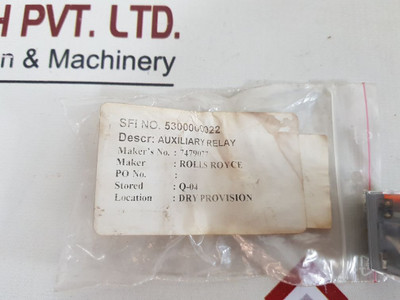 H PVT. LTD.
n & Machinery
SFI NO. 5300000322
Descr: AUXILIARY RELAY
Maker's No. :
Maker : ROLLS ROYCE
PO No. :
Stored : Q-04
Location : DRY PROVISION